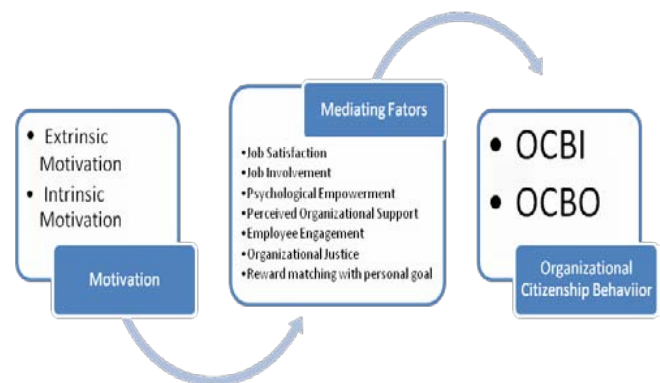 • Extrinsic
Motivation
• Intrinsic
Motivation
Motivation
Mediating Fators
•Job Satisfaction
•Job Involvement
•Psychological Empowerment
•Perceived Organizational Support
•Employee Engagement
•Organizational Justice
•Reward matching with personal goal
• OCBI
• OCBO
Organizational
Citizenship Behaviior